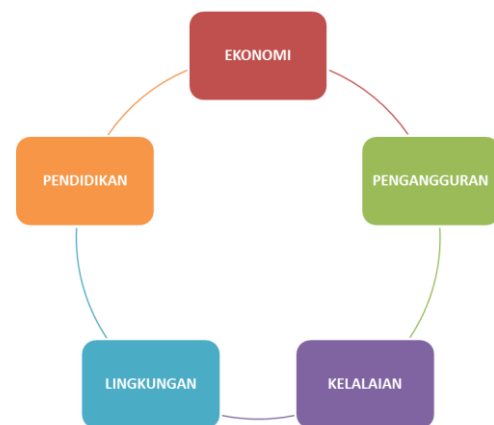 EKONOMI
PENDIDIKAN
PENGANGGURAN
LINGKUNGAN
KELALAIAN